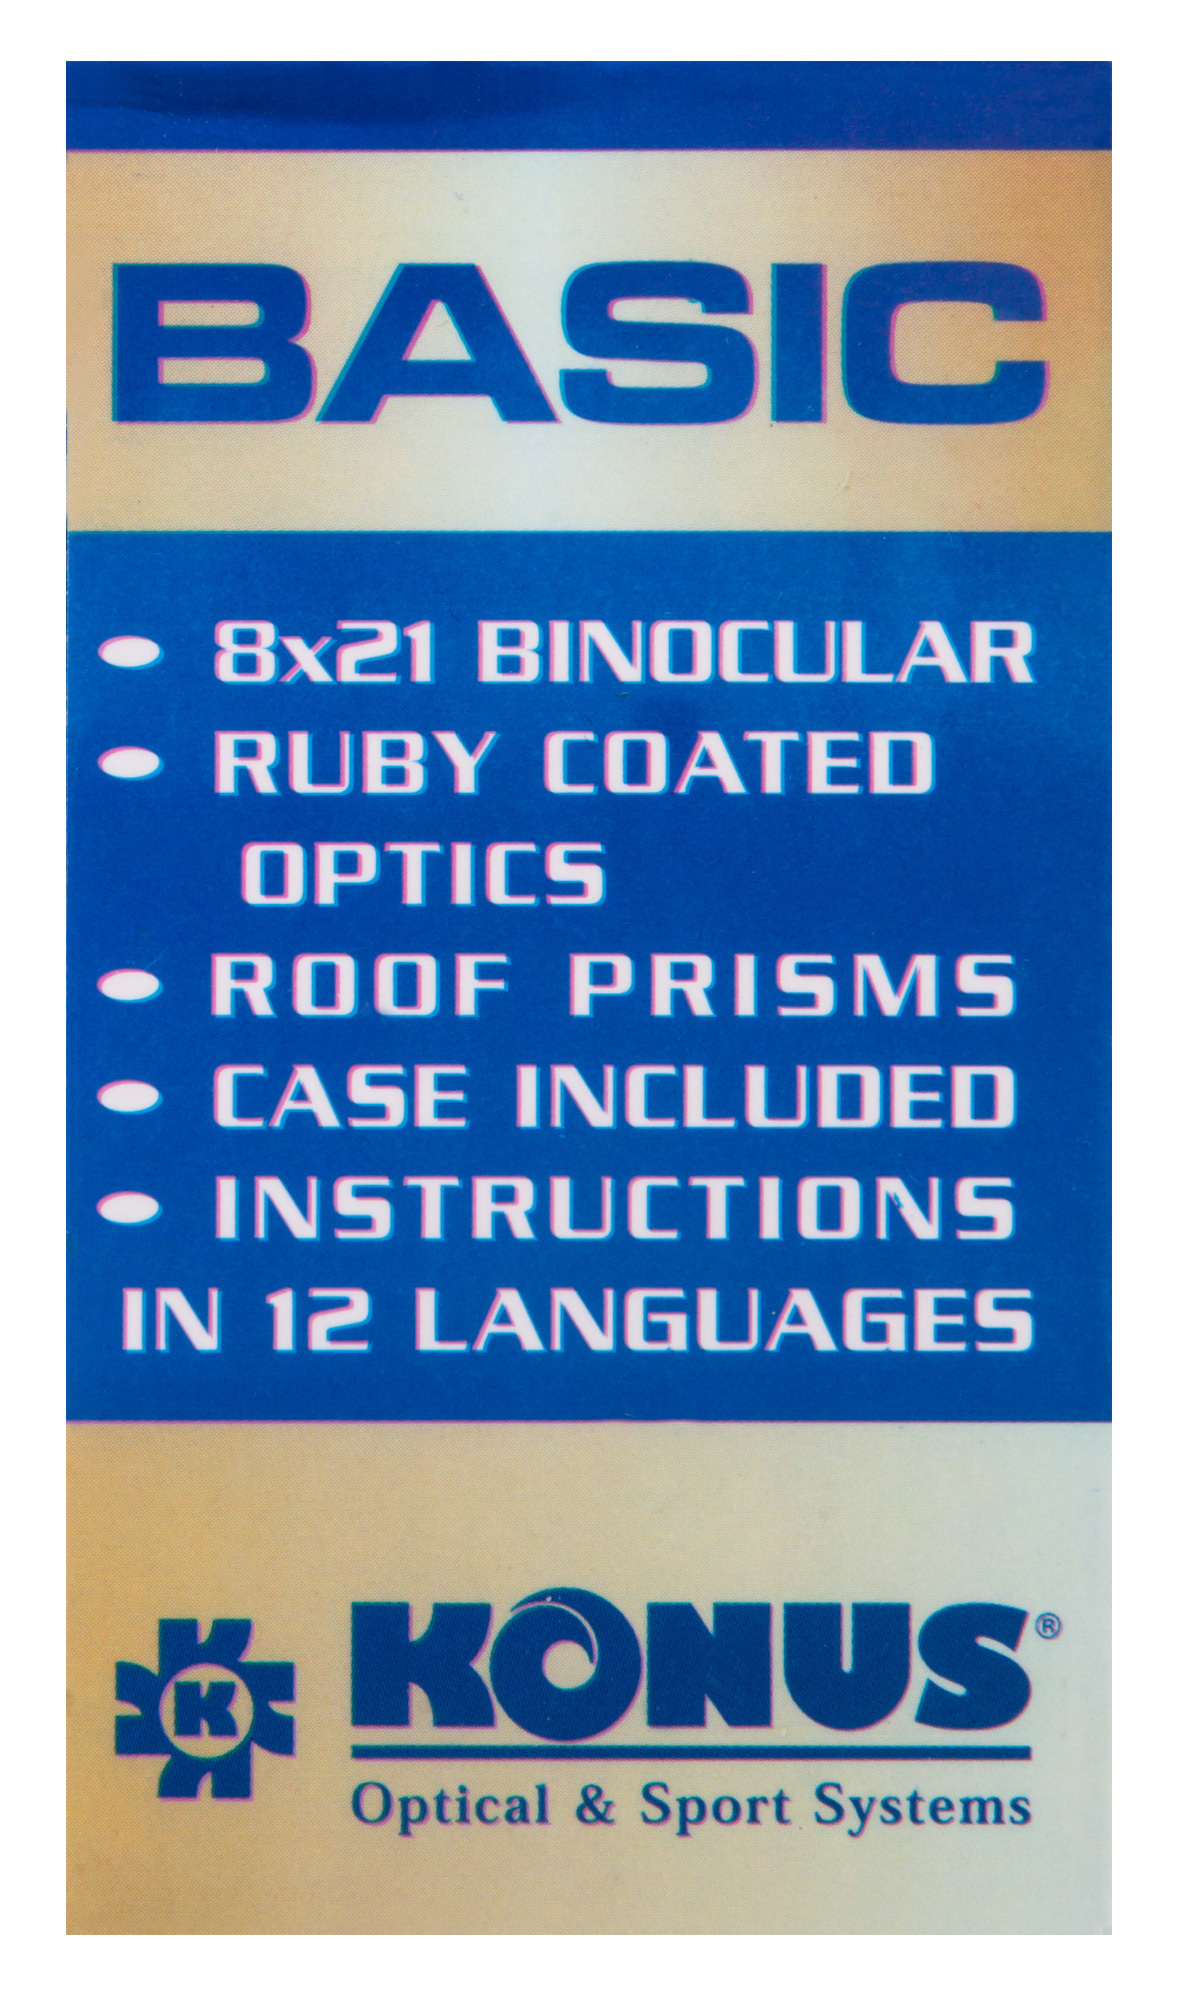 BASIC
• 8x21 BINOCULAR
• RUBY COATED
OPTICS
• ROOF PRISMS
• CASE INCLUDED
• INSTRUCTIONS
IN 12 LANGUAGES
K K K K K
KONUS®
Optical & Sport Systems